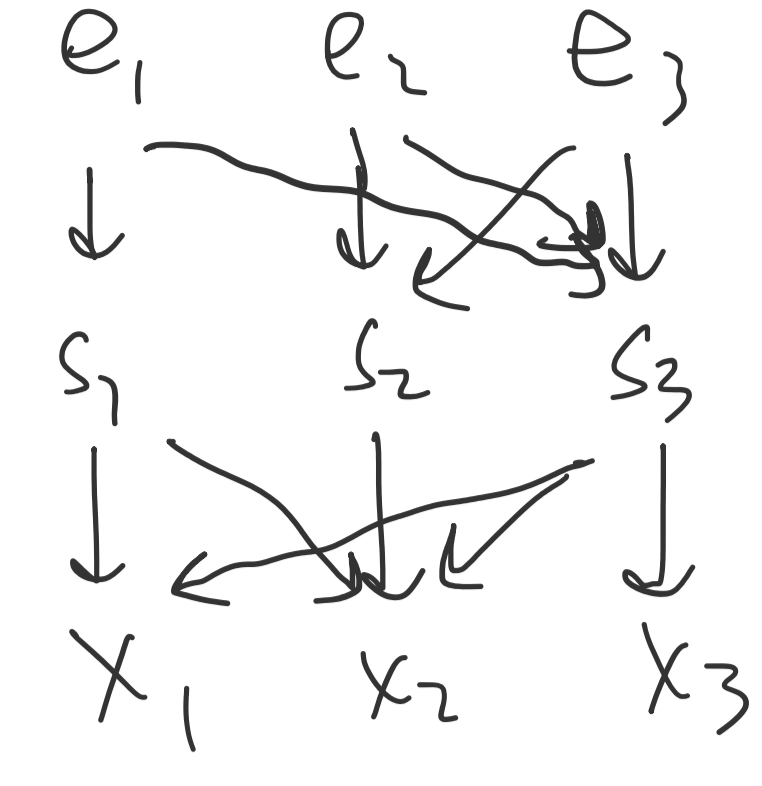 e₁ e₂ e₃
s₁ s₂ s₃
x₁ x₂ x₃